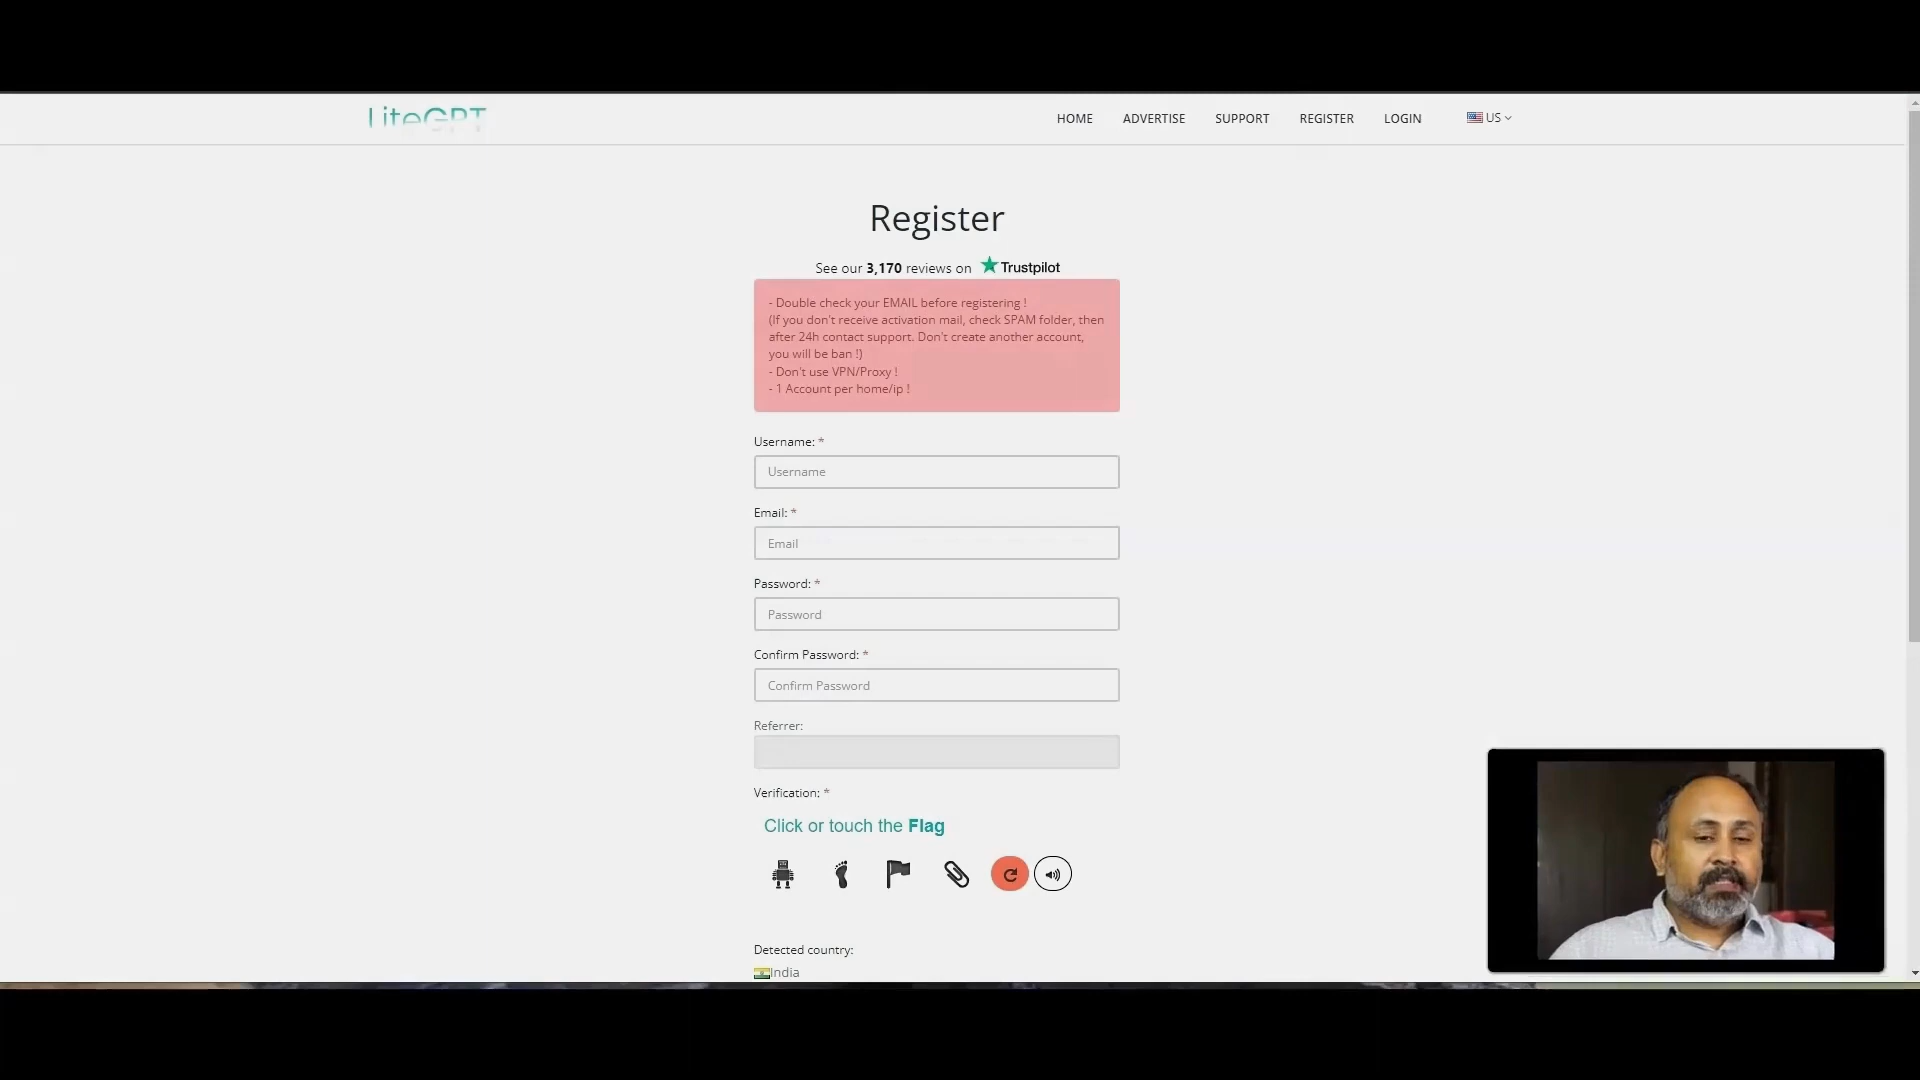 LiteGPT
HOME ADVERTISE SUPPORT REGISTER LOGIN US
Register
See our 3,170 reviews on Trustpilot
- Double check your EMAIL before registering !
(If you don't receive activation mail, check SPAM folder, then
after 24h contact support. Don't create another account,
you will be ban !)
- Don't use VPN/Proxy !
- 1 Account per home/ip !
Username: *
Username
Email: *
Email
Password: *
Password
Confirm Password: *
Confirm Password
Referrer:
Verification: *
Click or touch the Flag
Detected country:
India